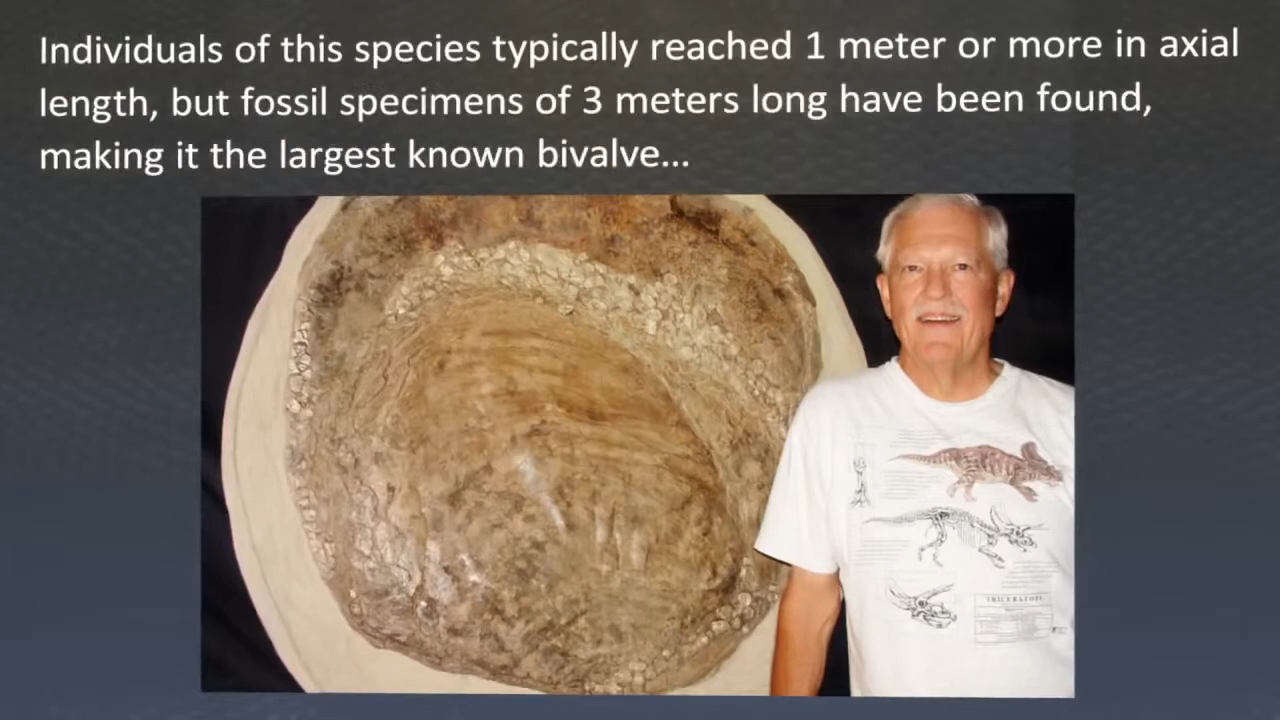 Individuals of this species typically reached 1 meter or more in axial
length, but fossil specimens of 3 meters long have been found,
making it the largest known bivalve...
TRICERATOPS